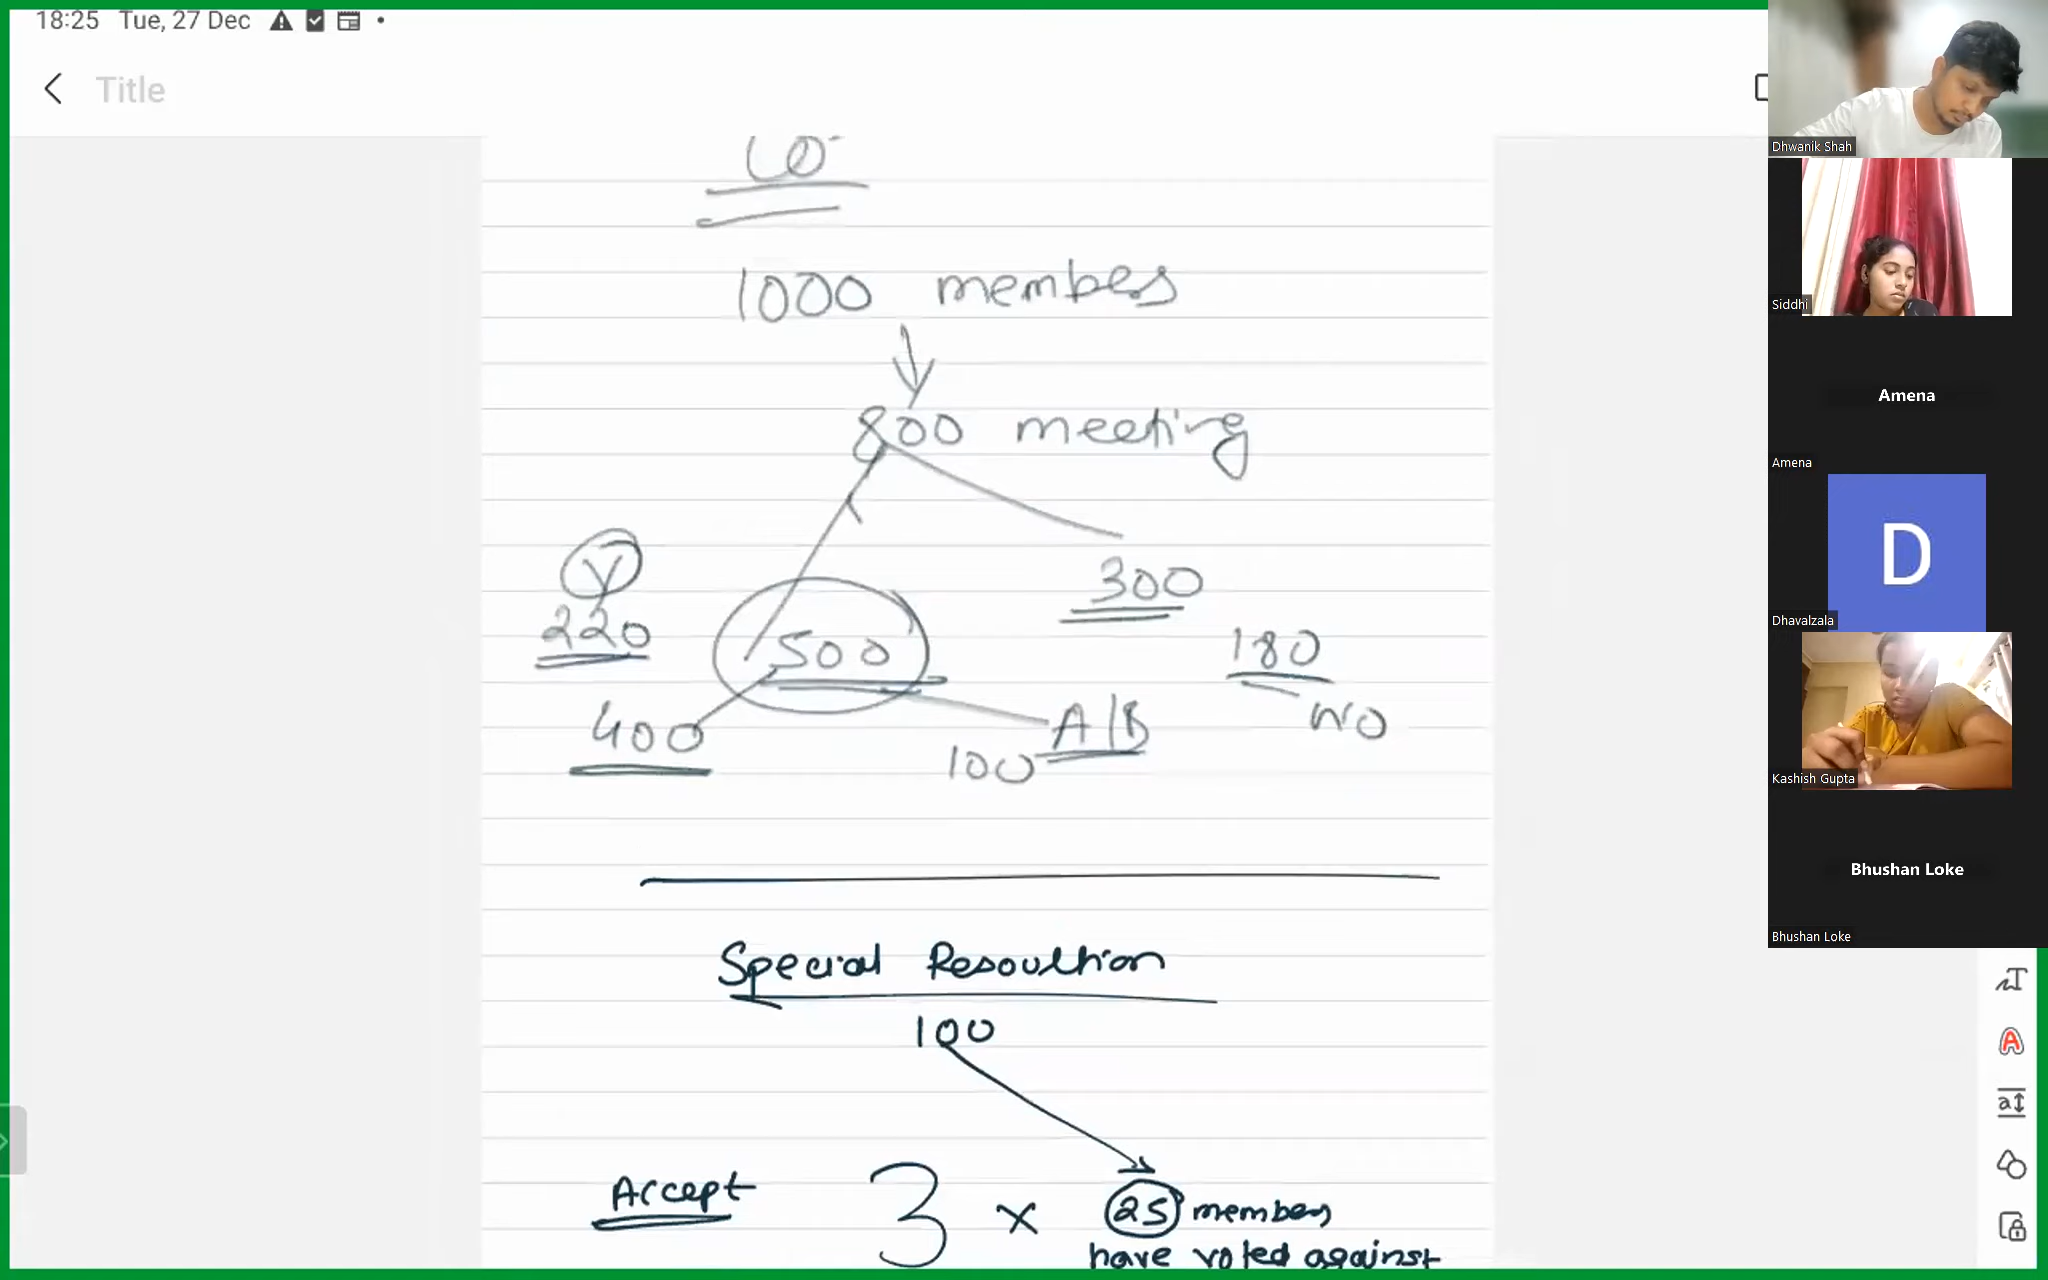 18:25 Tue, 27 Dec
Title
Co
1000 members
800 meeting
Y
300
220
500
180
400
A/B
NO
100
Special Resoultion
100
Accept
3 x 25 members
have voted against
Dhwanik Shah
Siddhi
Amena
Amena
D
Dhavalzala
Kashish Gupta
Bhushan Loke
Bhushan Loke
T
A
a